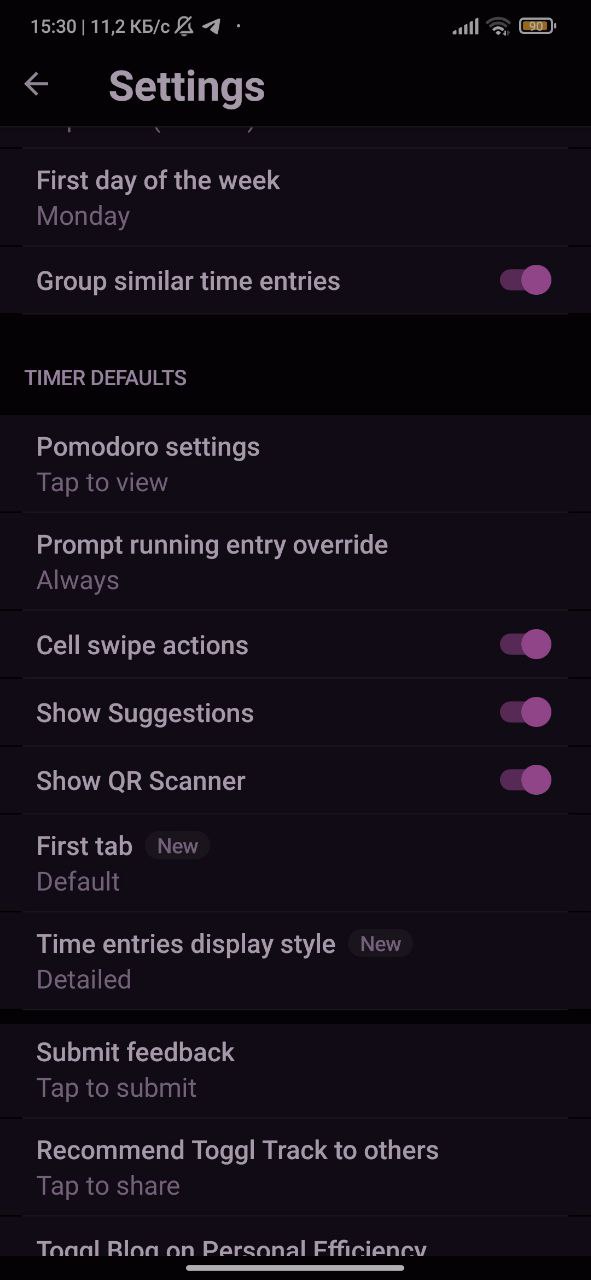 15:30 | 11,2 КБ/с
90
Settings
First day of the week
Monday
Group similar time entries
TIMER DEFAULTS
Pomodoro settings
Tap to view
Prompt running entry override
Always
Cell swipe actions
Show Suggestions
Show QR Scanner
First tab New
Default
Time entries display style New
Detailed
Submit feedback
Tap to submit
Recommend Toggl Track to others
Tap to share
Toggl Blog on Personal Efficiency